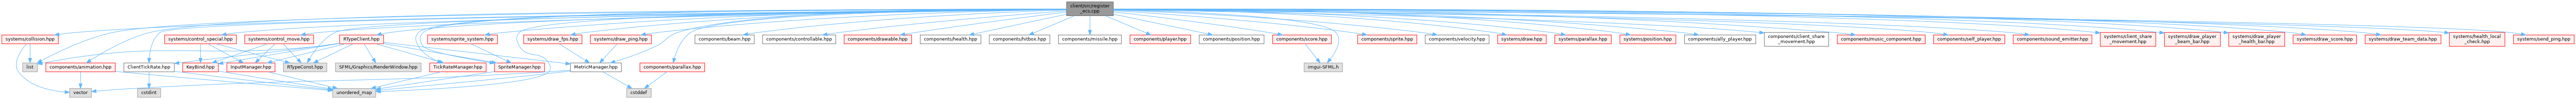 client/src/register
_ecs.cpp
systems/collision.hpp
systems/control_special.hpp
systems/control_move.hpp
RTypeClient.hpp
systems/sprite_system.hpp
systems/draw_fps.hpp
systems/draw_ping.hpp
components/beam.hpp
components/controllable.hpp
components/drawable.hpp
components/health.hpp
components/hitbox.hpp
components/missile.hpp
components/player.hpp
components/position.hpp
components/score.hpp
components/sprite.hpp
components/velocity.hpp
systems/draw.hpp
systems/parallax.hpp
systems/position.hpp
components/ally_player.hpp
components/client_share
_movement.hpp
components/music_component.hpp
components/self_player.hpp
components/sound_emitter.hpp
systems/client_share
_movement.hpp
systems/draw_player
_beam_bar.hpp
systems/draw_player
_health_bar.hpp
systems/draw_score.hpp
systems/draw_team_data.hpp
systems/health_local
_check.hpp
systems/send_ping.hpp
list
components/animation.hpp
ClientTickRate.hpp
KeyBind.hpp
InputManager.hpp
RTypeConst.hpp
SFML/Graphics/RenderWindow.hpp
TickRateManager.hpp
SpriteManager.hpp
MetricManager.hpp
components/parallax.hpp
imgui-SFML.h
vector
cstdint
unordered_map
cstddef